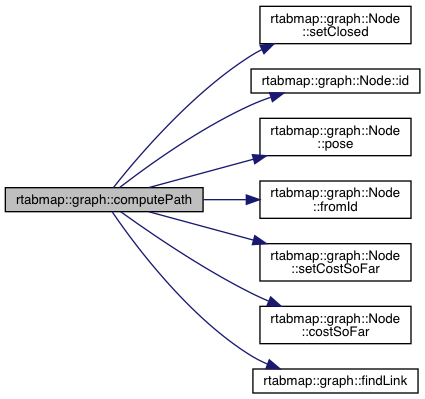 rtabmap::graph::computePath
rtabmap::graph::Node
::setClosed
rtabmap::graph::Node::id
rtabmap::graph::Node
::pose
rtabmap::graph::Node
::fromId
rtabmap::graph::Node
::setCostSoFar
rtabmap::graph::Node
::costSoFar
rtabmap::graph::findLink